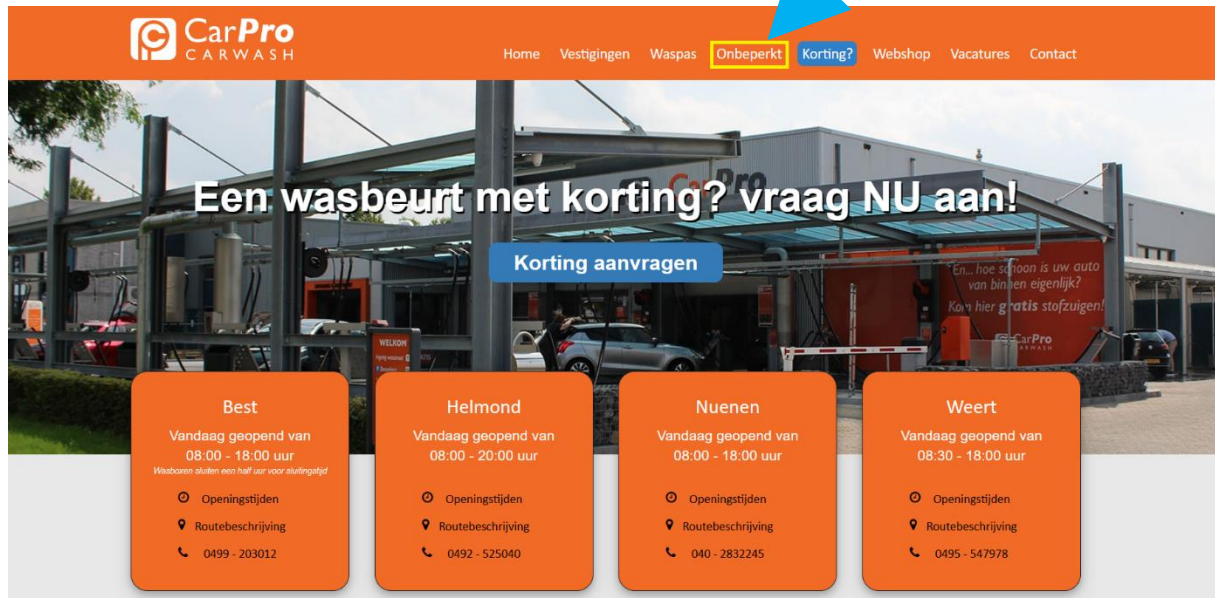 CarPro
CARWASH
Home Vestigingen Waspas Onbeperkt Korting? Webshop Vacatures Contact
CarPro
Een wasbeurt met korting? vraag NU aan!
Korting aanvragen
En... hoe schoon is uw auto
van binnen eigenlijk?
Kom hier gratis stofzuigen!
CarPro
CARWASH
WELKOM
Best
Vandaag geopend van
08:00 - 18:00 uur
Wasboxen sluiten een half uur voor sluitingstijd
Openingstijden
Routebeschrijving
0499 - 203012
Helmond
Vandaag geopend van
08:00 - 20:00 uur
Openingstijden
Routebeschrijving
0492 - 525040
Nuenen
Vandaag geopend van
08:00 - 18:00 uur
Openingstijden
Routebeschrijving
040 - 2832245
Weert
Vandaag geopend van
08:30 - 18:00 uur
Openingstijden
Routebeschrijving
0495 - 547978